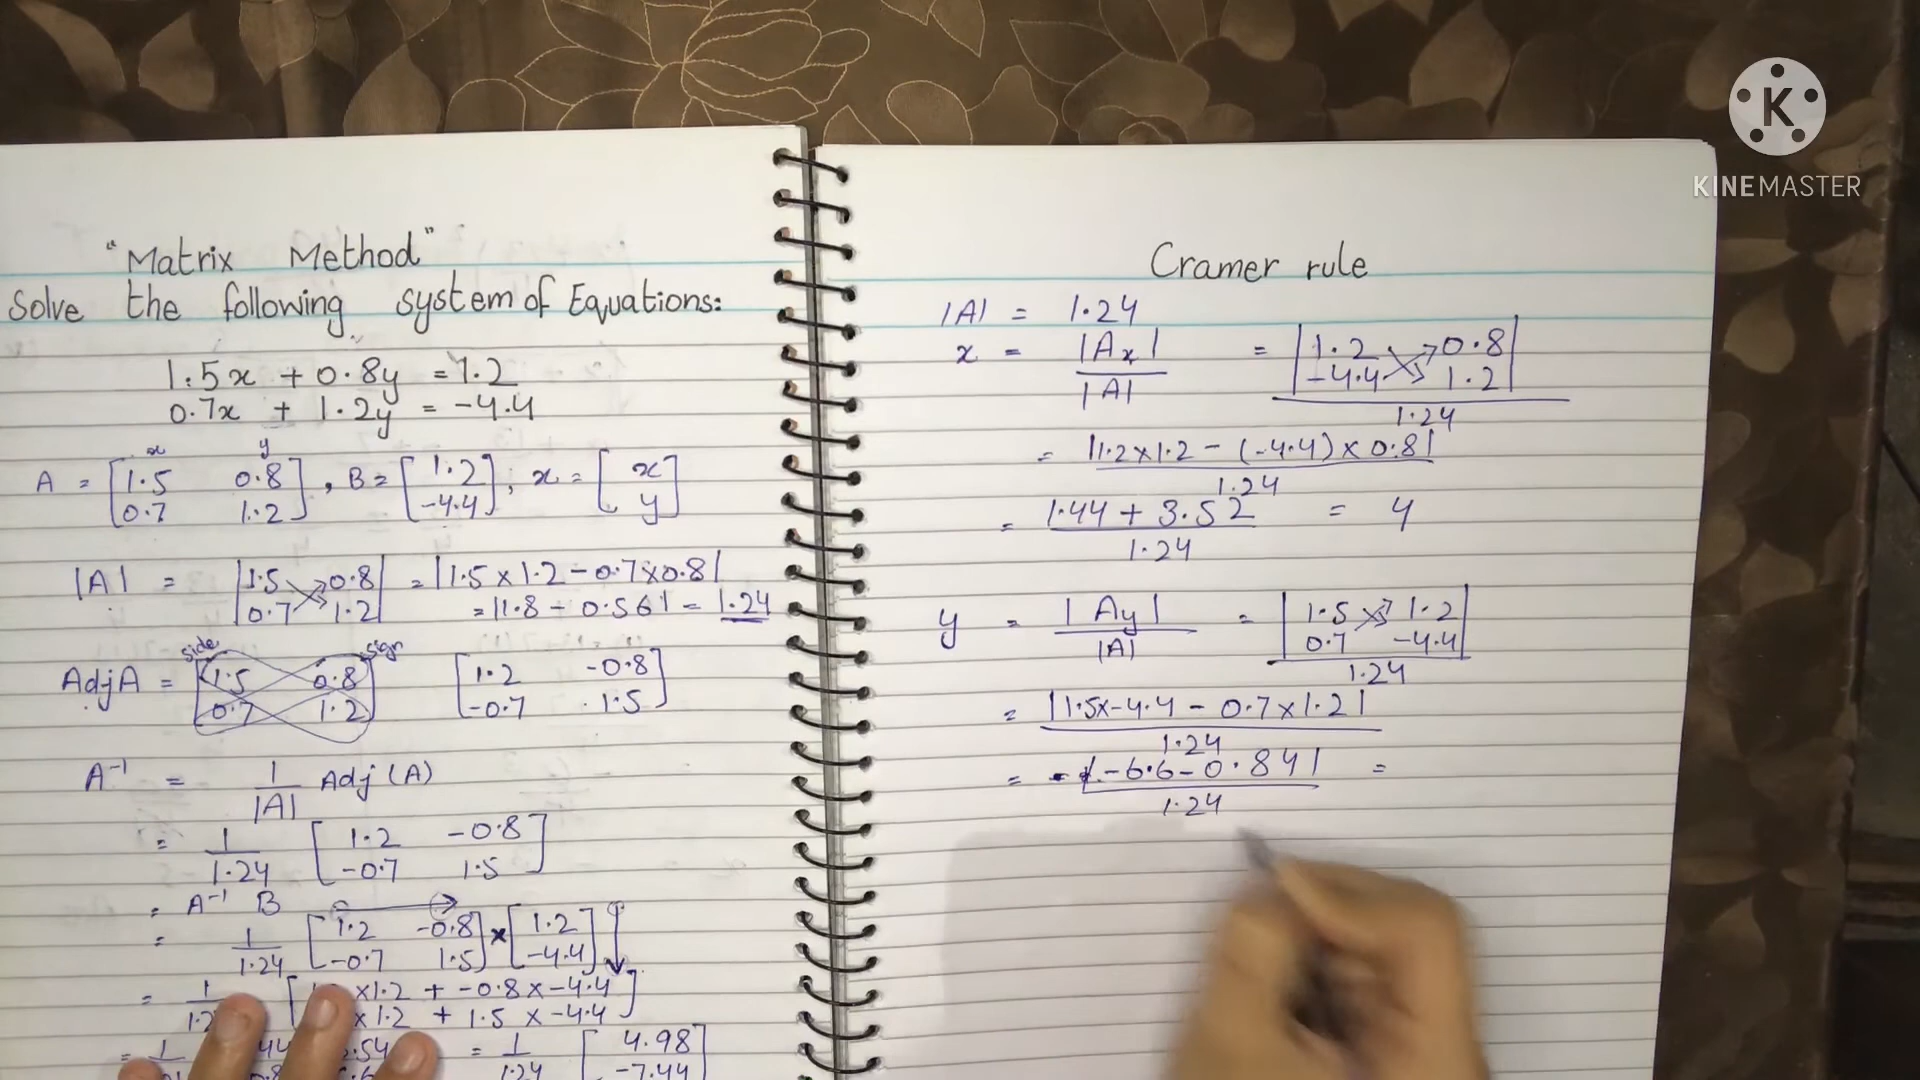 "Matrix Method"
Solve the following system of Equations:
1.5x + 0.8y = 1.2
0.7x + 1.2y = -4.4
x y
A = [1.5 0.8], B = [1.2]; x = [x]
[0.7 1.2] [-4.4] [y]
|A| = |1.5 0.8| = |1.5 x 1.2 - 0.7 x 0.8|
|0.7 1.2| = |1.8 - 0.56| = 1.24
side sign
Adj A = [1.5 0.8] [1.2 -0.8]
[0.7 1.2] [-0.7 1.5]
A⁻¹ = 1/|A| Adj (A)
= 1/1.24 [1.2 -0.8]
[-0.7 1.5]
= A⁻¹ B
= 1/1.24 [1.2 -0.8] x [1.2]
[-0.7 1.5] [-4.4]
x1.2 + -0.8 x -4.4
x1.2 + 1.5 x -4.4
= 1/1.24 [4.98]
[-7.44]
Cramer rule
|A| = 1.24
x = |Ax| / |A| = |1.2 0.8|
|-4.4 1.2|
1.24
= |1.2 x 1.2 - (-4.4) x 0.8|
1.24
= 1.44 + 3.52 = 4
1.24
y = |Ay| / |A| = |1.5 1.2|
|0.7 -4.4|
1.24
= |1.5 x -4.4 - 0.7 x 1.2|
1.24
= |-6.6 - 0.84| =
1.24
K
KINEMASTER